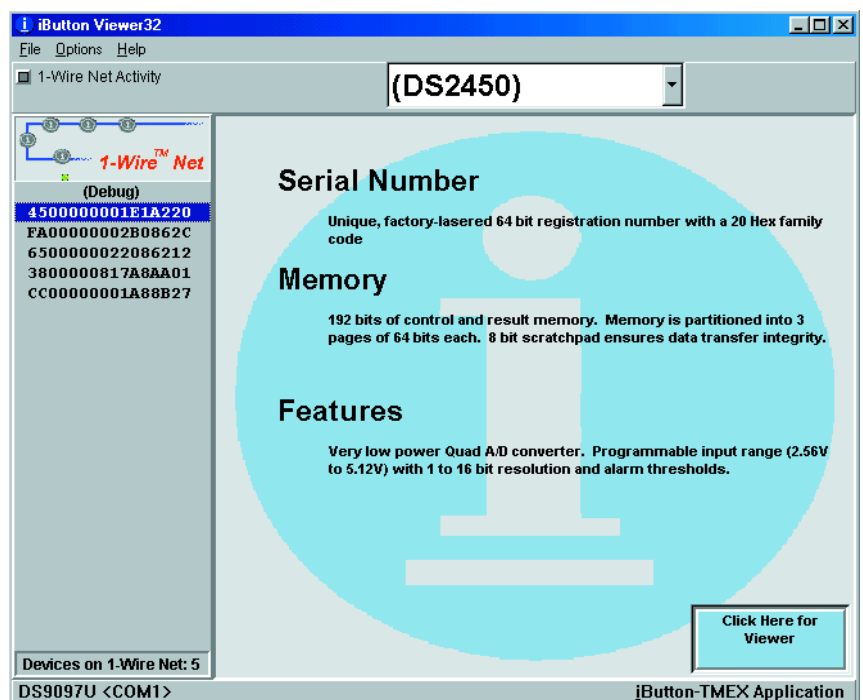 iButton Viewer32
File Options Help
1-Wire Net Activity
(DS2450)
1-Wire™ Net
(Debug)
4500000001E1A220
FA00000002B0862C
6500000022086212
3800000817A8AA01
CC00000001A88B27
Devices on 1-Wire Net: 5
Serial Number
Unique, factory-lasered 64 bit registration number with a 20 Hex family
code
Memory
192 bits of control and result memory. Memory is partitioned into 3
pages of 64 bits each. 8 bit scratchpad ensures data transfer integrity.
Features
Very low power Quad A/D converter. Programmable input range (2.56V
to 5.12V) with 1 to 16 bit resolution and alarm thresholds.
Click Here for
Viewer
DS9097U <COM1>
iButton-TMEX Application